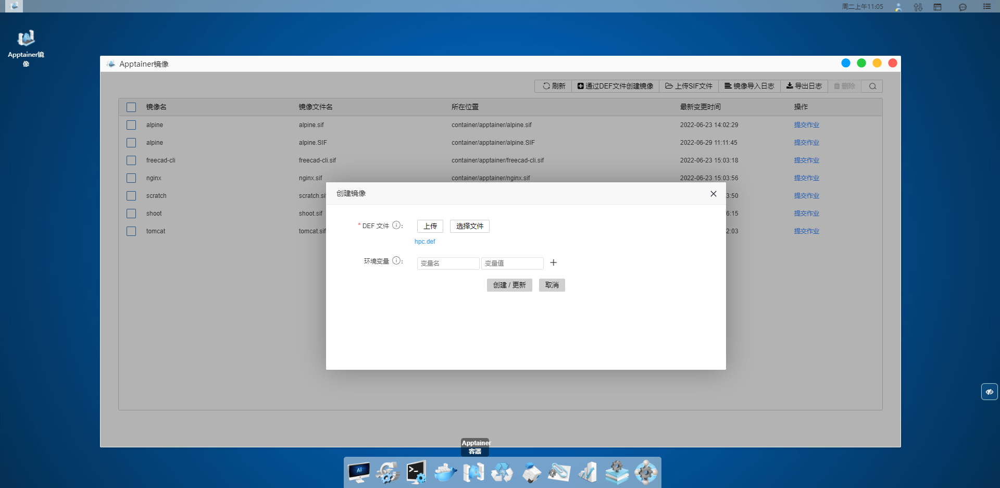 周二上午11:05
Apptainer镜
像
Apptainer镜像
刷新 通过DEF文件创建镜像 上传SIF文件 镜像导入日志 导出日志 删除
镜像名 镜像文件名 所在位置 最新变更时间 操作
alpine alpine.sif container/apptainer/alpine.sif 2022-06-23 14:02:29 提交作业
alpine alpine.SIF container/apptainer/alpine.SIF 2022-06-29 11:11:45 提交作业
freecad-cli freecad-cli.sif container/apptainer/freecad-cli.sif 2022-06-23 15:03:18 提交作业
nginx nginx.sif container/apptainer/nginx.sif 2022-06-23 15:03:56 提交作业
scratch scratch.si 3:50 提交作业
shoot shoot.sif 6:15 提交作业
tomcat tomcat.sif 2:03 提交作业
创建镜像
* DEF 文件 : 上传 选择文件
hpc.def
环境变量 : 变量名 变量值
创建 / 更新 取消
Apptainer
容器
Ai